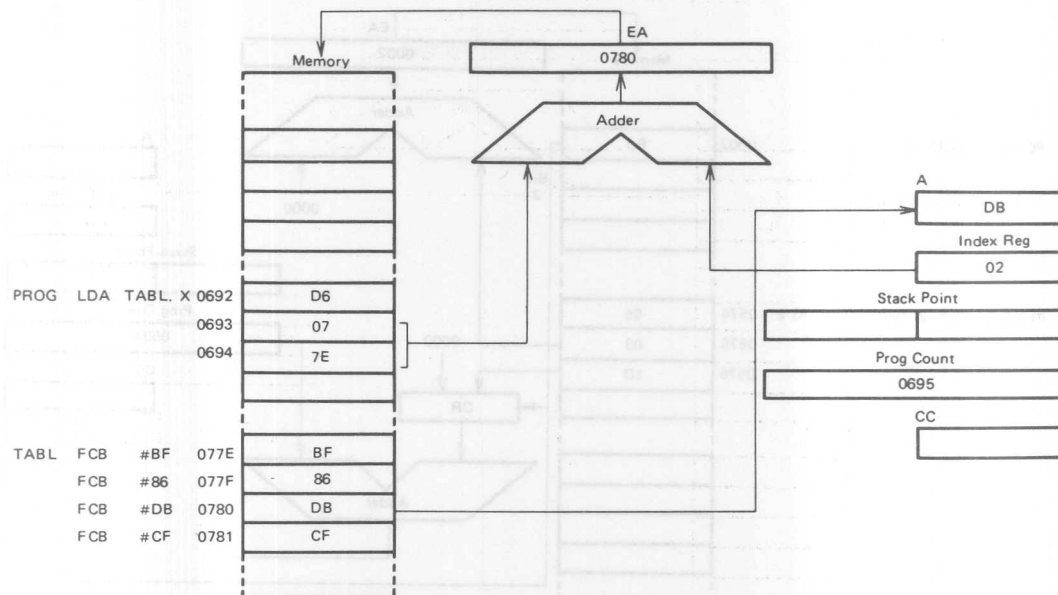 EA
0780
Memory
Adder
A
DB
Index Reg
02
PROG LDA TABL. X 0692 D6
0693 07
0694 7E
Stack Point
Prog Count
0695
CC
TABL FCB #BF 077E BF
FCB #86 077F 86
FCB #DB 0780 DB
FCB #CF 0781 CF